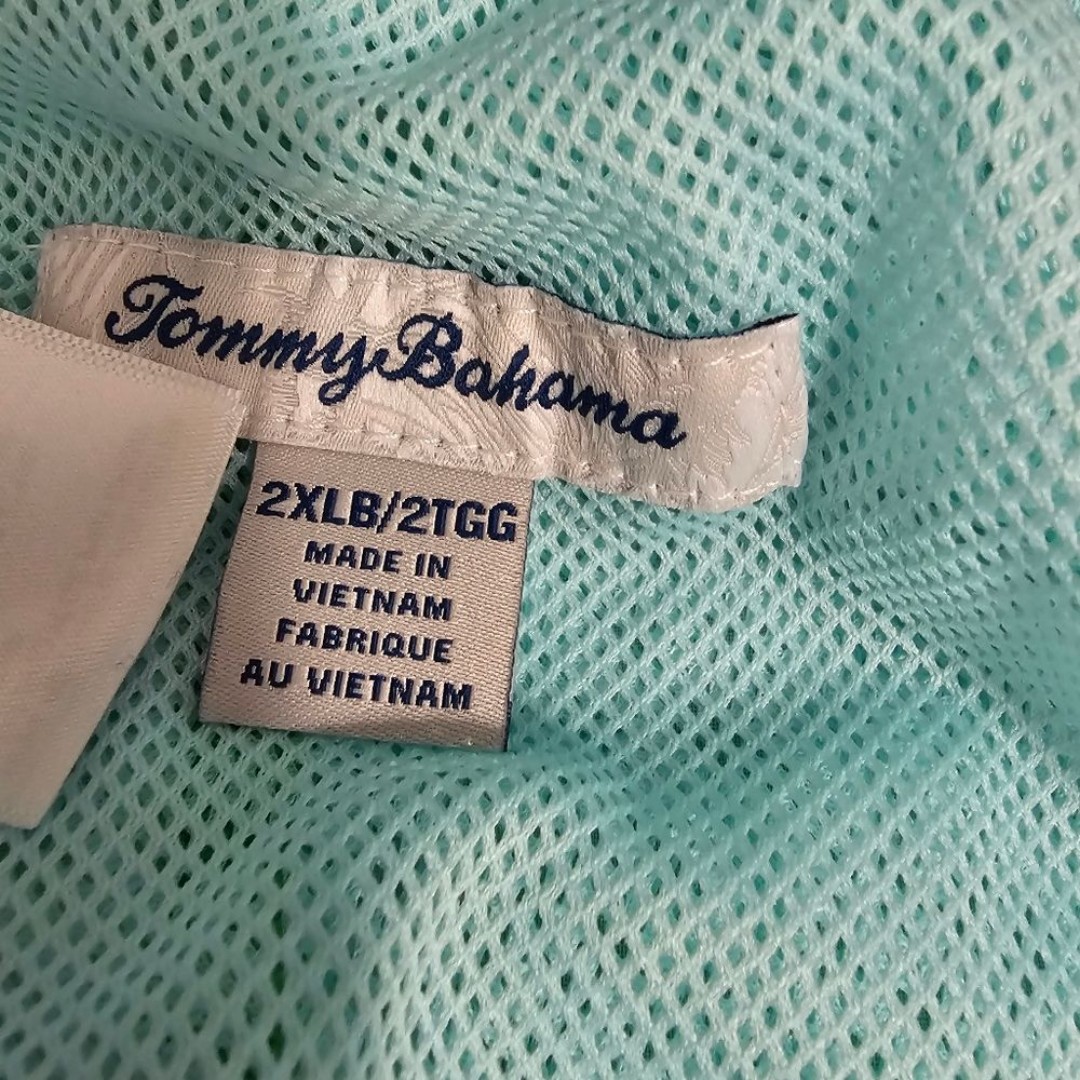 Tommy Bahama
2XLB/2TGG
MADE IN
VIETNAM
FABRIQUE
AU VIETNAM